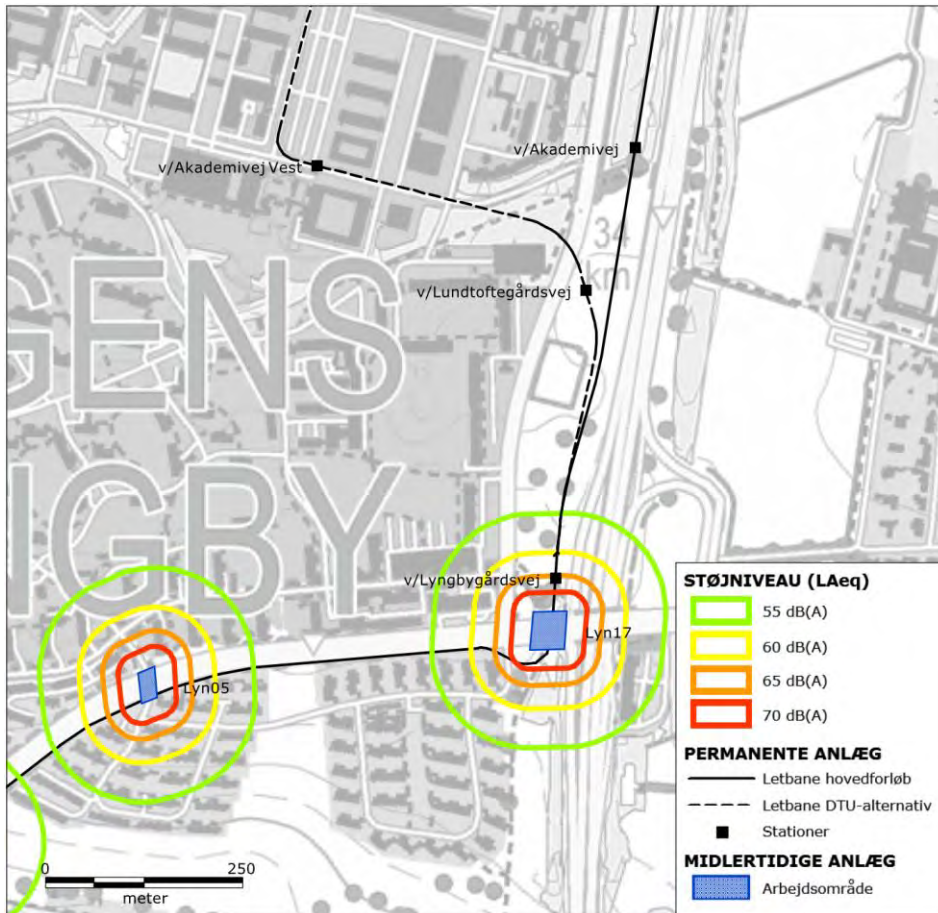 v/Akademivej Vest
v/Akademivej
34
km
v/Lundtoftegårdsvej
GENS
NGBY
v/Lyngbygårdsvej
Lyn17
Lyn05
0 250
meter
STØJNIVEAU (LAeq)
55 dB(A)
60 dB(A)
65 dB(A)
70 dB(A)
PERMANENTE ANLÆG
Letbane hovedforløb
Letbane DTU-alternativ
Stationer
MIDLERTIDIGE ANLÆG
Arbejdsområde